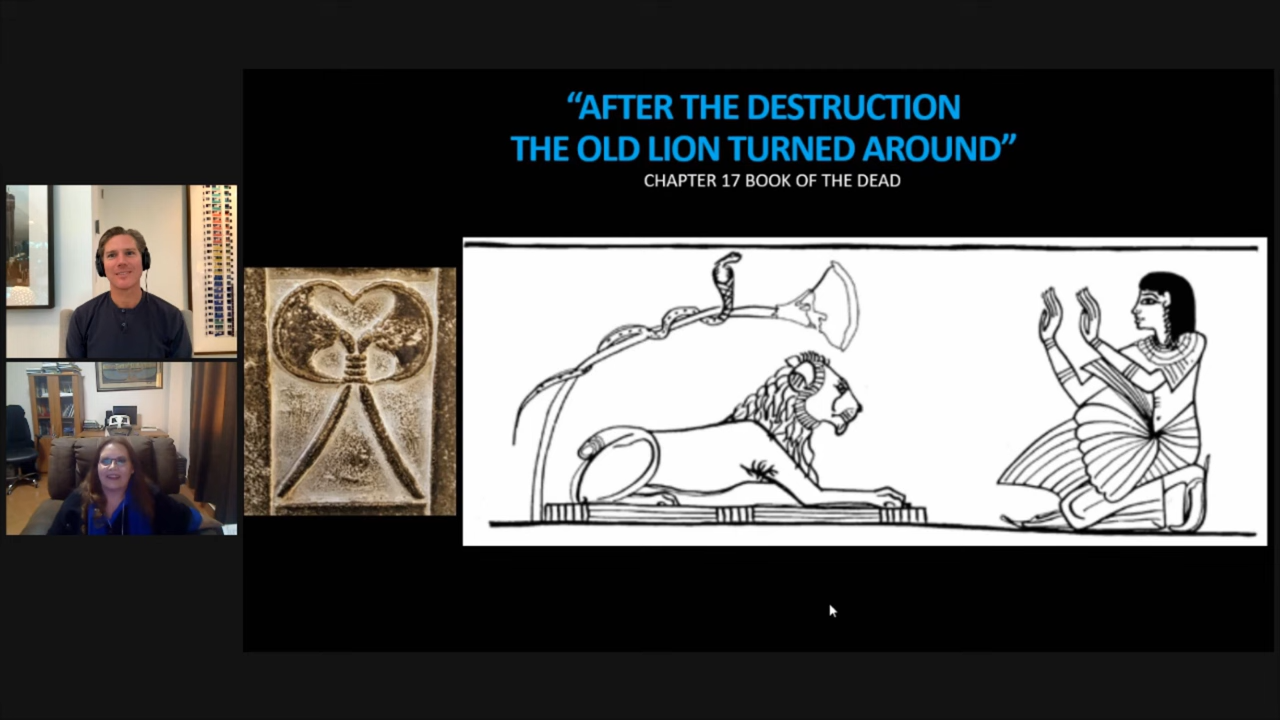 “AFTER THE DESTRUCTION
THE OLD LION TURNED AROUND”
CHAPTER 17 BOOK OF THE DEAD